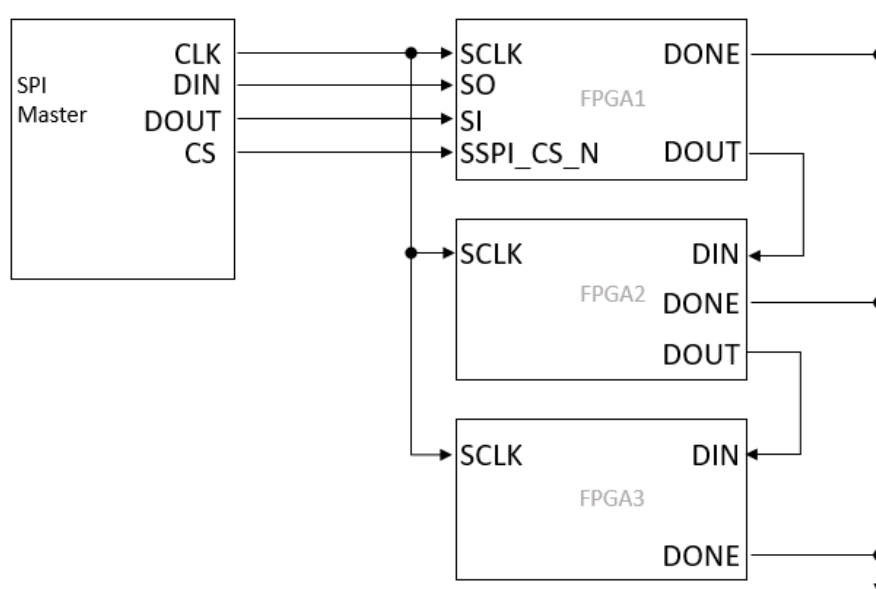 SPI
Master
CLK
DIN
DOUT
CS
SCLK
SO
SI
SSPI_CS_N
FPGA1
DONE
DOUT
SCLK
FPGA2
DIN
DONE
DOUT
SCLK
FPGA3
DIN
DONE